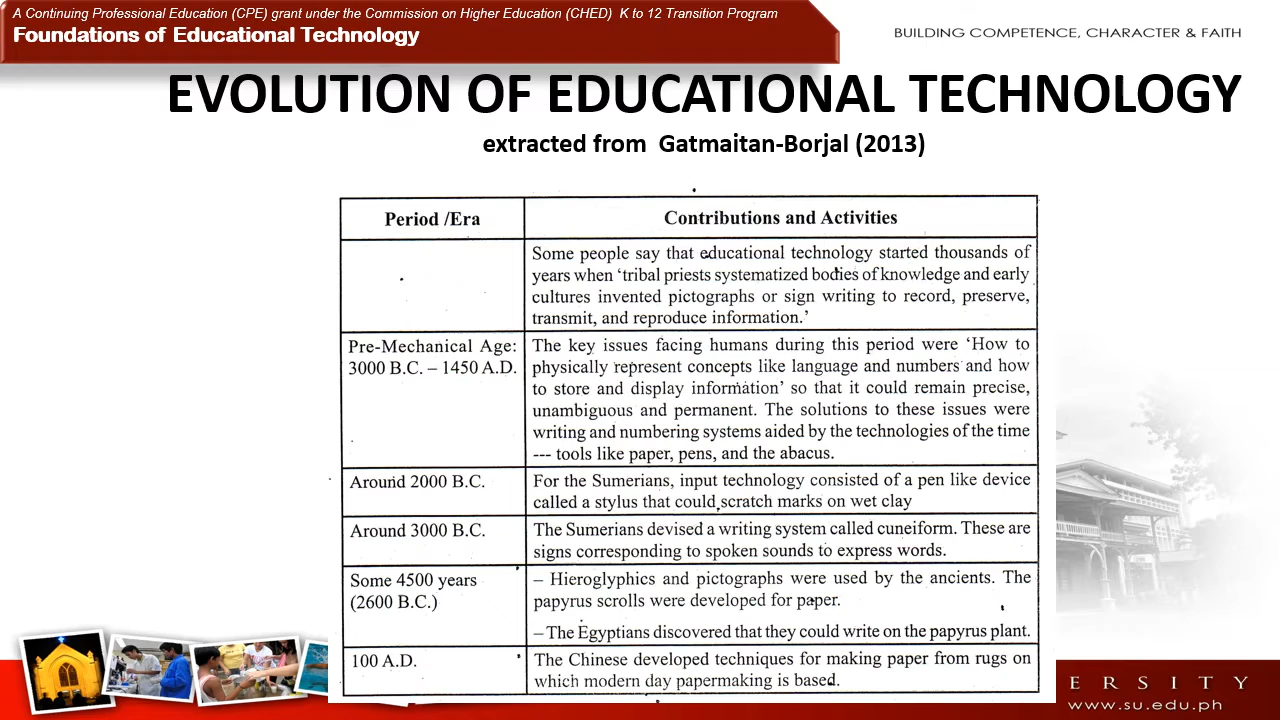 A Continuing Professional Education (CPE) grant under the Commission on Higher Education (CHED) K to 12 Transition Program
Foundations of Educational Technology
BUILDING COMPETENCE, CHARACTER & FAITH
EVOLUTION OF EDUCATIONAL TECHNOLOGY
extracted from Gatmaitan-Borjal (2013)
Period /Era
Contributions and Activities
Some people say that educational technology started thousands of
years when ‘tribal priests systematized bodies of knowledge and early
cultures invented pictographs or sign writing to record, preserve,
transmit, and reproduce information.’
Pre-Mechanical Age:
3000 B.C. – 1450 A.D.
The key issues facing humans during this period were ‘How to
physically represent concepts like language and numbers and how
to store and display information’ so that it could remain precise,
unambiguous and permanent. The solutions to these issues were
writing and numbering systems aided by the technologies of the time
--- tools like paper, pens, and the abacus.
Around 2000 B.C.
For the Sumerians, input technology consisted of a pen like device
called a stylus that could scratch marks on wet clay
Around 3000 B.C.
The Sumerians devised a writing system called cuneiform. These are
signs corresponding to spoken sounds to express words.
Some 4500 years
(2600 B.C.)
– Hieroglyphics and pictographs were used by the ancients. The
papyrus scrolls were developed for paper.
– The Egyptians discovered that they could write on the papyrus plant.
100 A.D.
The Chinese developed techniques for making paper from rugs on
which modern day papermaking is based.
ERSITY
www.su.edu.ph